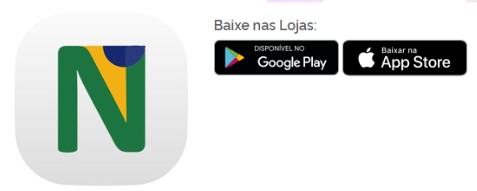 N
Baixe nas Lojas:
DISPONÍVEL NO
Google Play
Baixar na
App Store